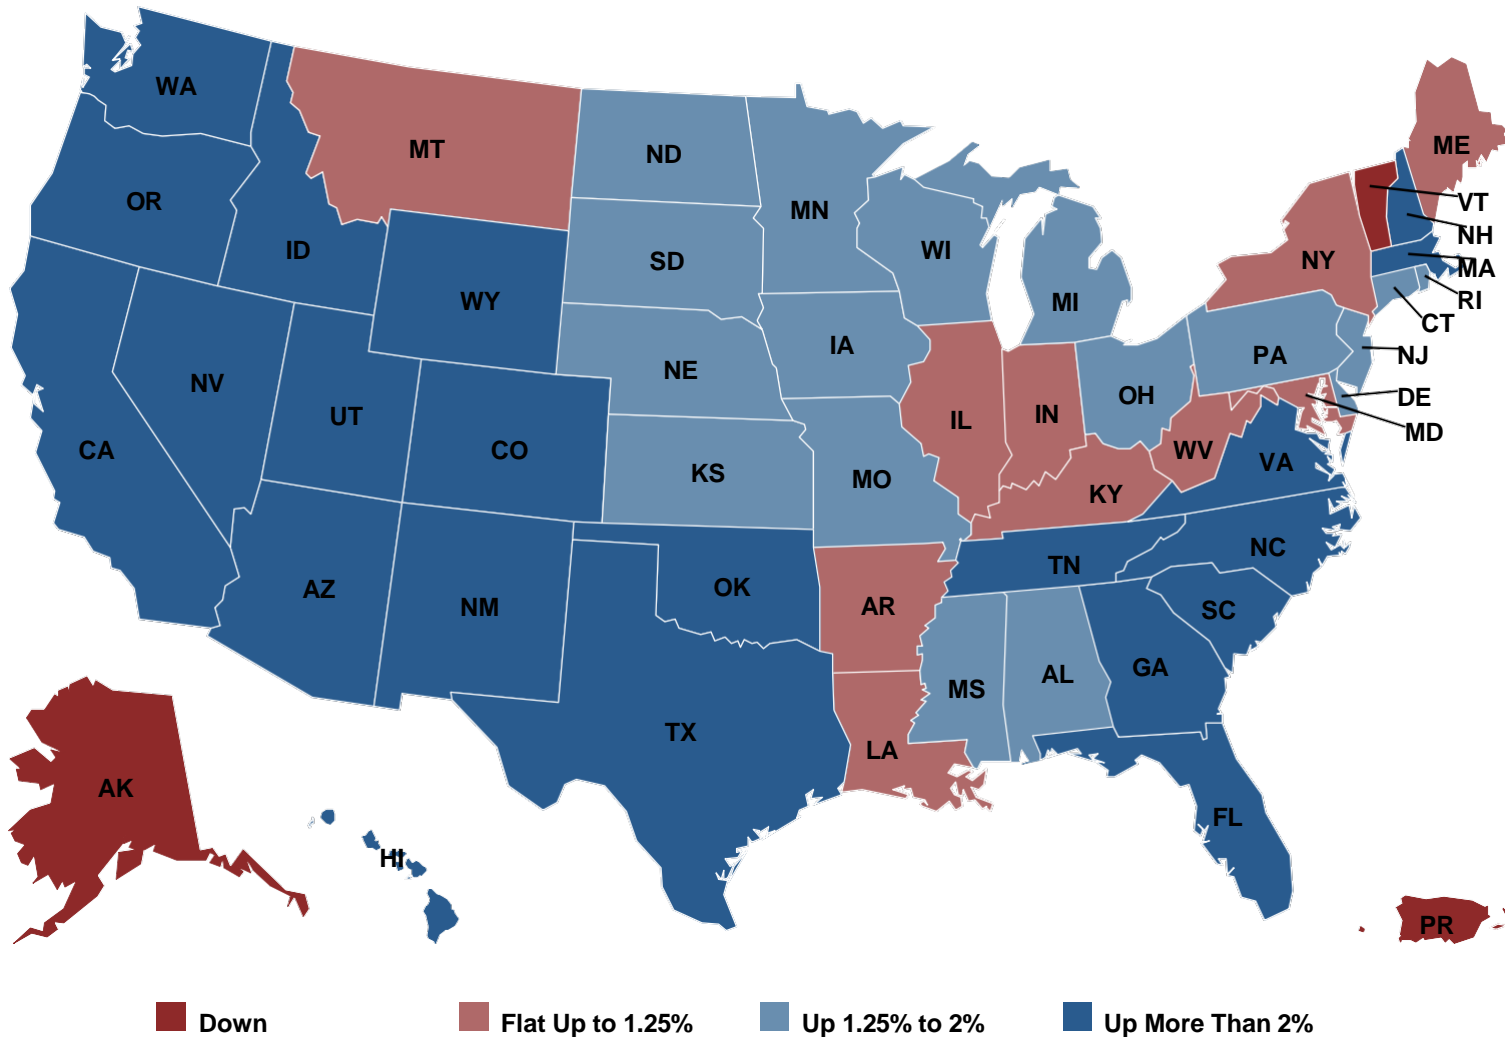 WA
MT
ME
ND
OR
MN
VT
NH
ID
WI
SD
NY
MA
WY
MI
RI
CT
IA
PA
NJ
NE
NV
OH
DE
UT
IL
IN
MD
CA
CO
WV
VA
KS
MO
KY
NC
TN
AZ
OK
NM
AR
SC
GA
AL
MS
TX
LA
AK
FL
HI
PR
Down
Flat Up to 1.25%
Up 1.25% to 2%
Up More Than 2%